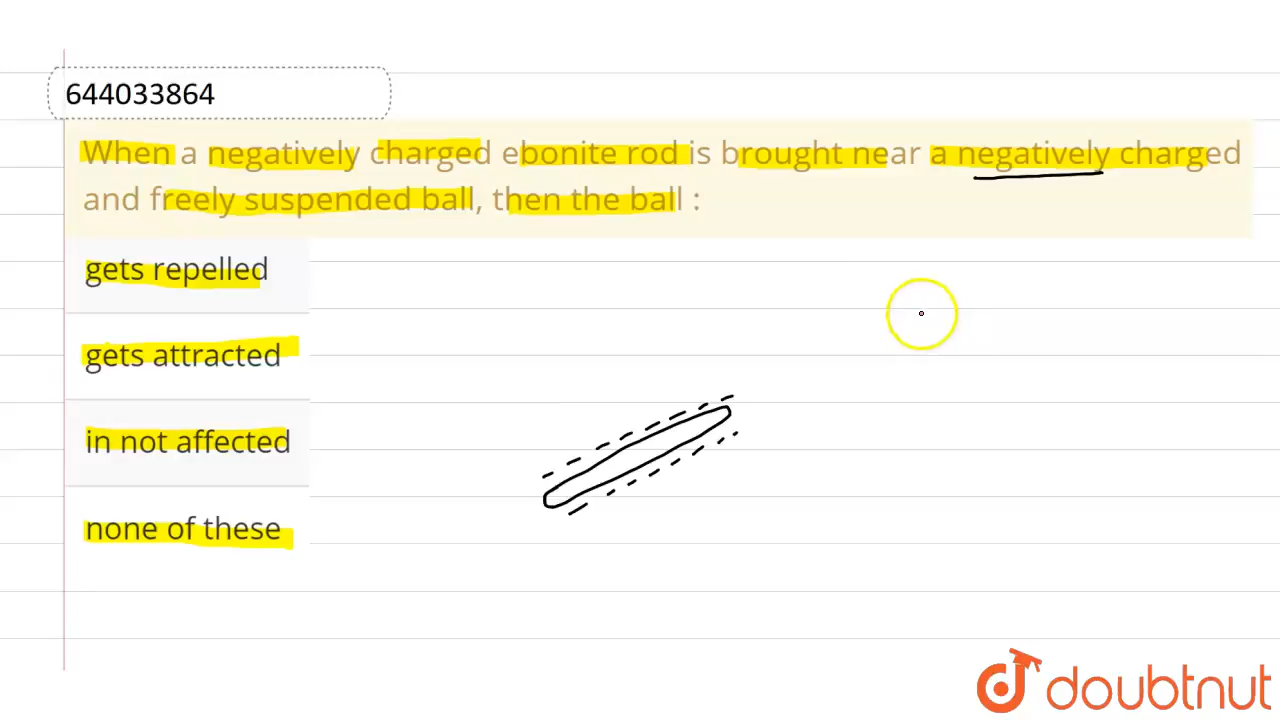 644033864
When a negatively charged ebonite rod is brought near a negatively charged
and freely suspended ball, then the ball :
gets repelled
gets attracted
in not affected
none of these
doubtnut